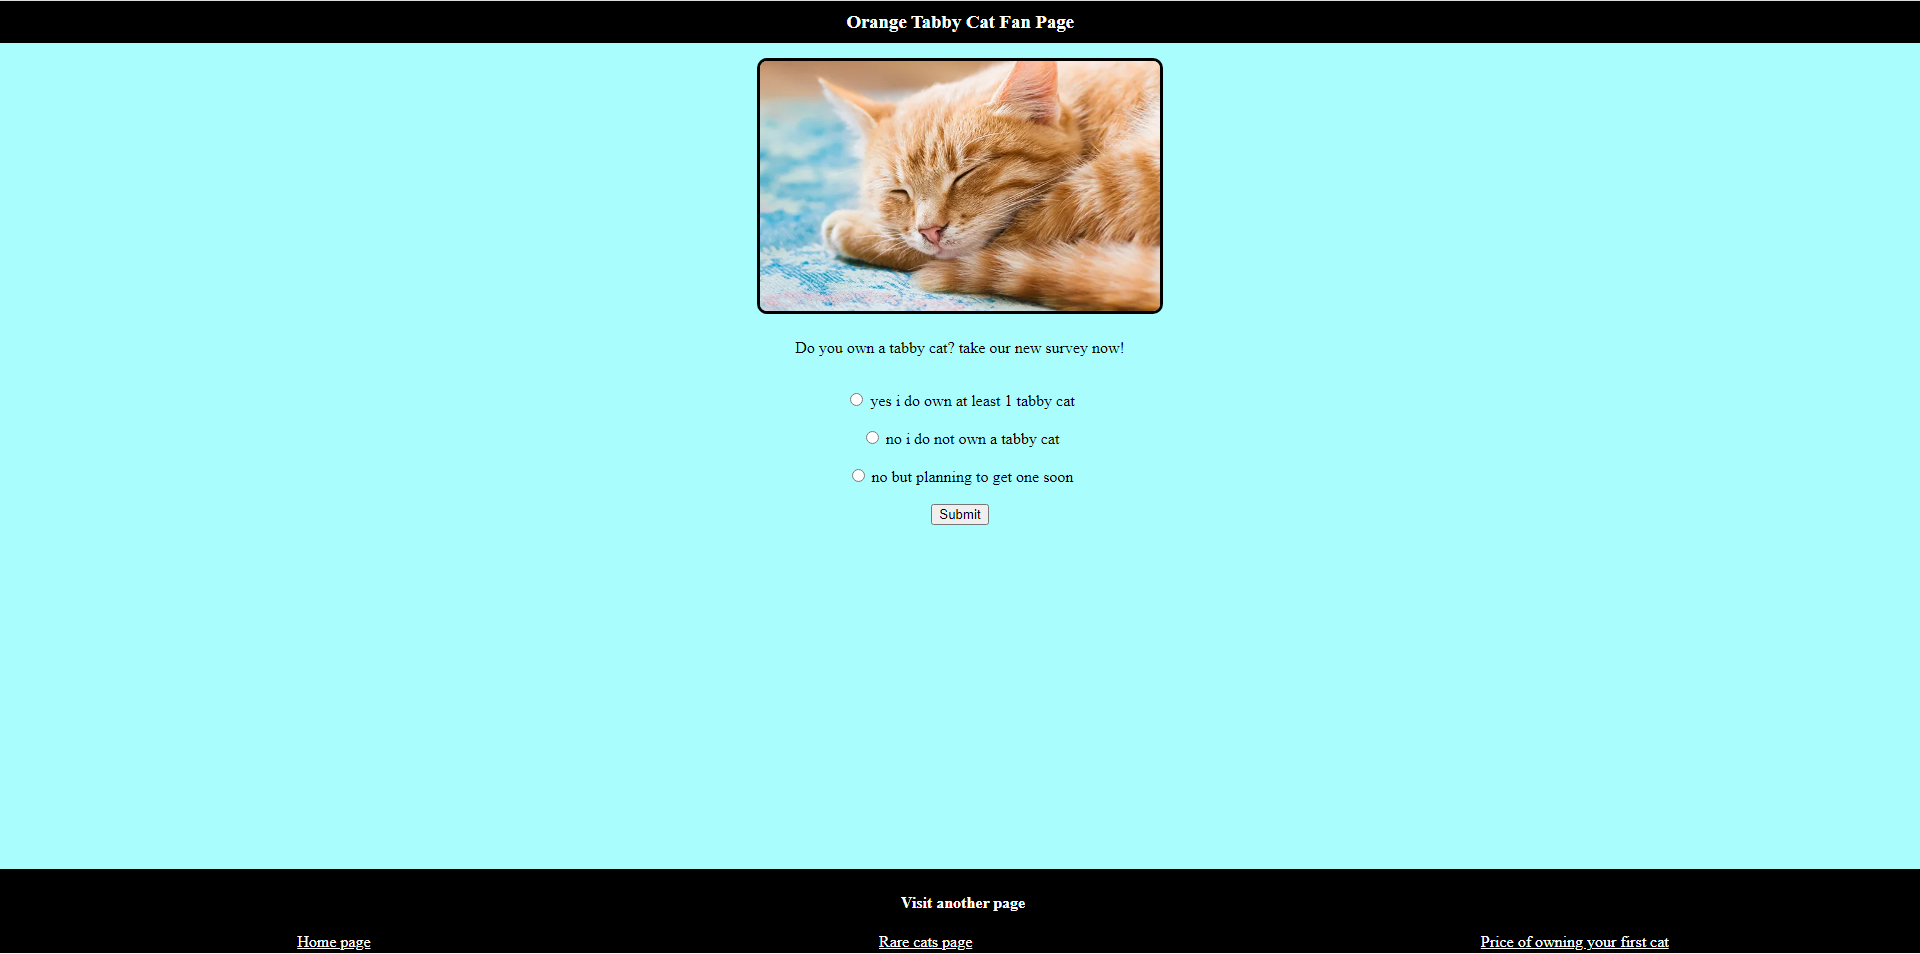 Orange Tabby Cat Fan Page
Do you own a tabby cat? take our new survey now!
yes i do own at least 1 tabby cat
no i do not own a tabby cat
no but planning to get one soon
Submit
Visit another page
Home page
Rare cats page
Price of owning your first cat